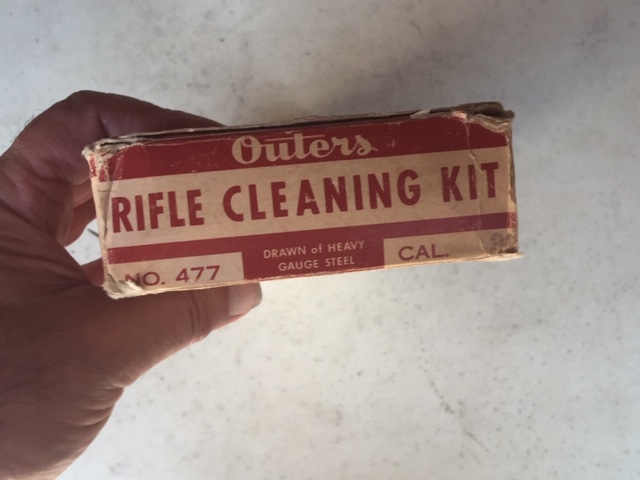 Outers
RIFLE CLEANING KIT
NO. 477
DRAWN of HEAVY
GAUGE STEEL
CAL.